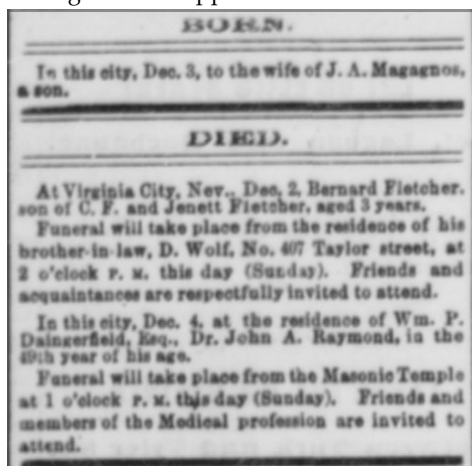 BORN.
In this city, Dec. 3, to the wife of J. A. Magagnos,
a son.
DIED.
At Virginia City, Nev., Dec. 2, Bernard Fletcher,
son of C. F. and Jenett Fletcher, aged 3 years.
Funeral will take place from the residence of his
brother-in-law, D. Wolf, No. 407 Taylor street, at
2 o'clock P. M. this day (Sunday). Friends and
acquaintances are respectfully invited to attend.
In this city, Dec. 4, at the residence of Wm. P.
Daingerfield, Esq., Dr. John A. Raymond, in the
49th year of his age.
Funeral will take place from the Masonic Temple
at 1 o'clock P. M. this day (Sunday). Friends and
members of the Medical profession are invited to
attend.